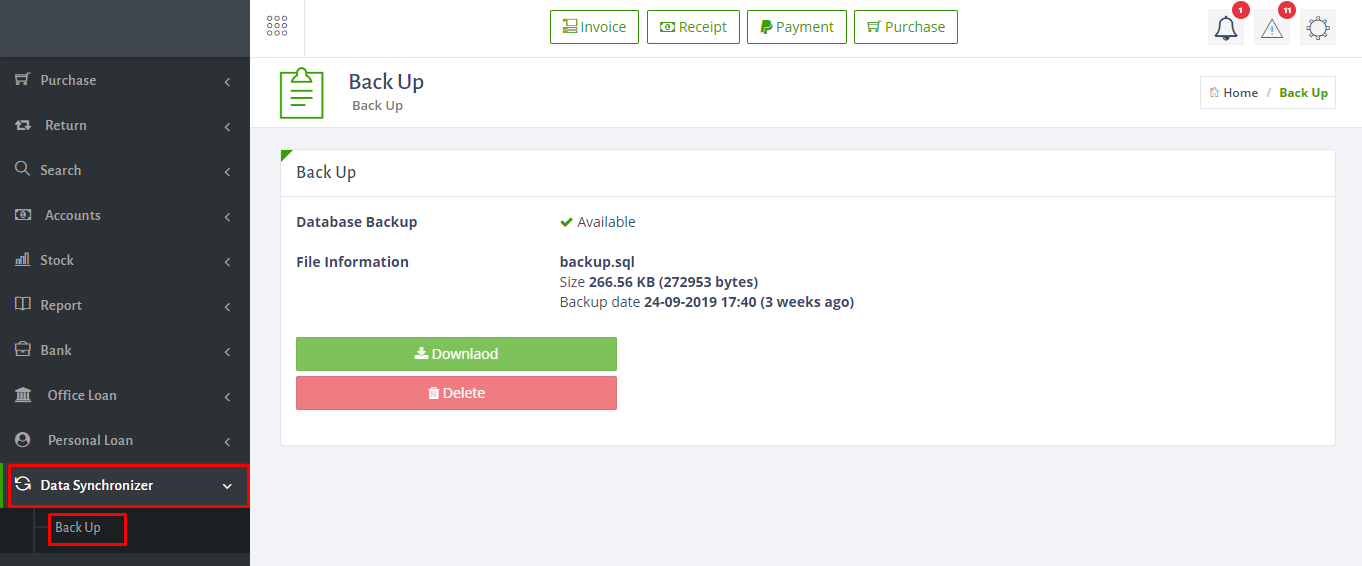 Invoice
Receipt
Payment
Purchase
1
11
Purchase
Return
Search
Accounts
Stock
Report
Bank
Office Loan
Personal Loan
Data Synchronizer
Back Up
Back Up
Back Up
Home / Back Up
Back Up
Database Backup Available
File Information backup.sql
Size 266.56 KB (272953 bytes)
Backup date 24-09-2019 17:40 (3 weeks ago)
Downlaod
Delete